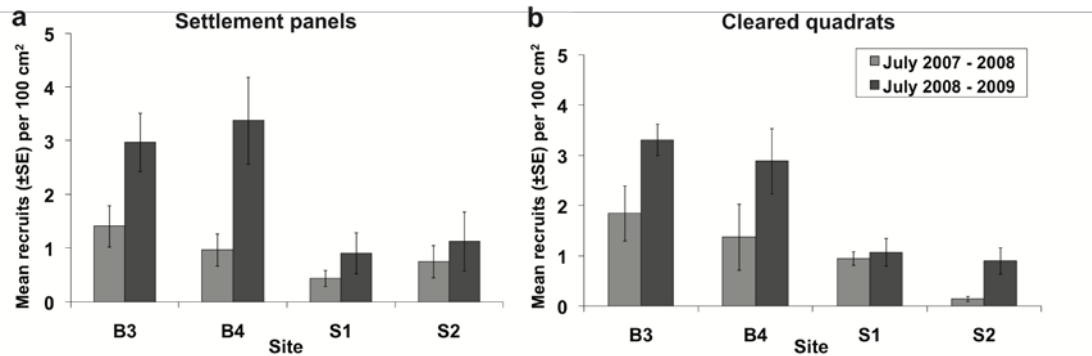 a
Settlement panels
Mean recruits (±SE) per 100 cm²
5
4
3
2
1
0
B3
B4
S1
S2
Site
b
Cleared quadrats
July 2007 - 2008
July 2008 - 2009
Mean recruits (±SE) per 100 cm²
5
4
3
2
1
0
B3
B4
S1
S2
Site